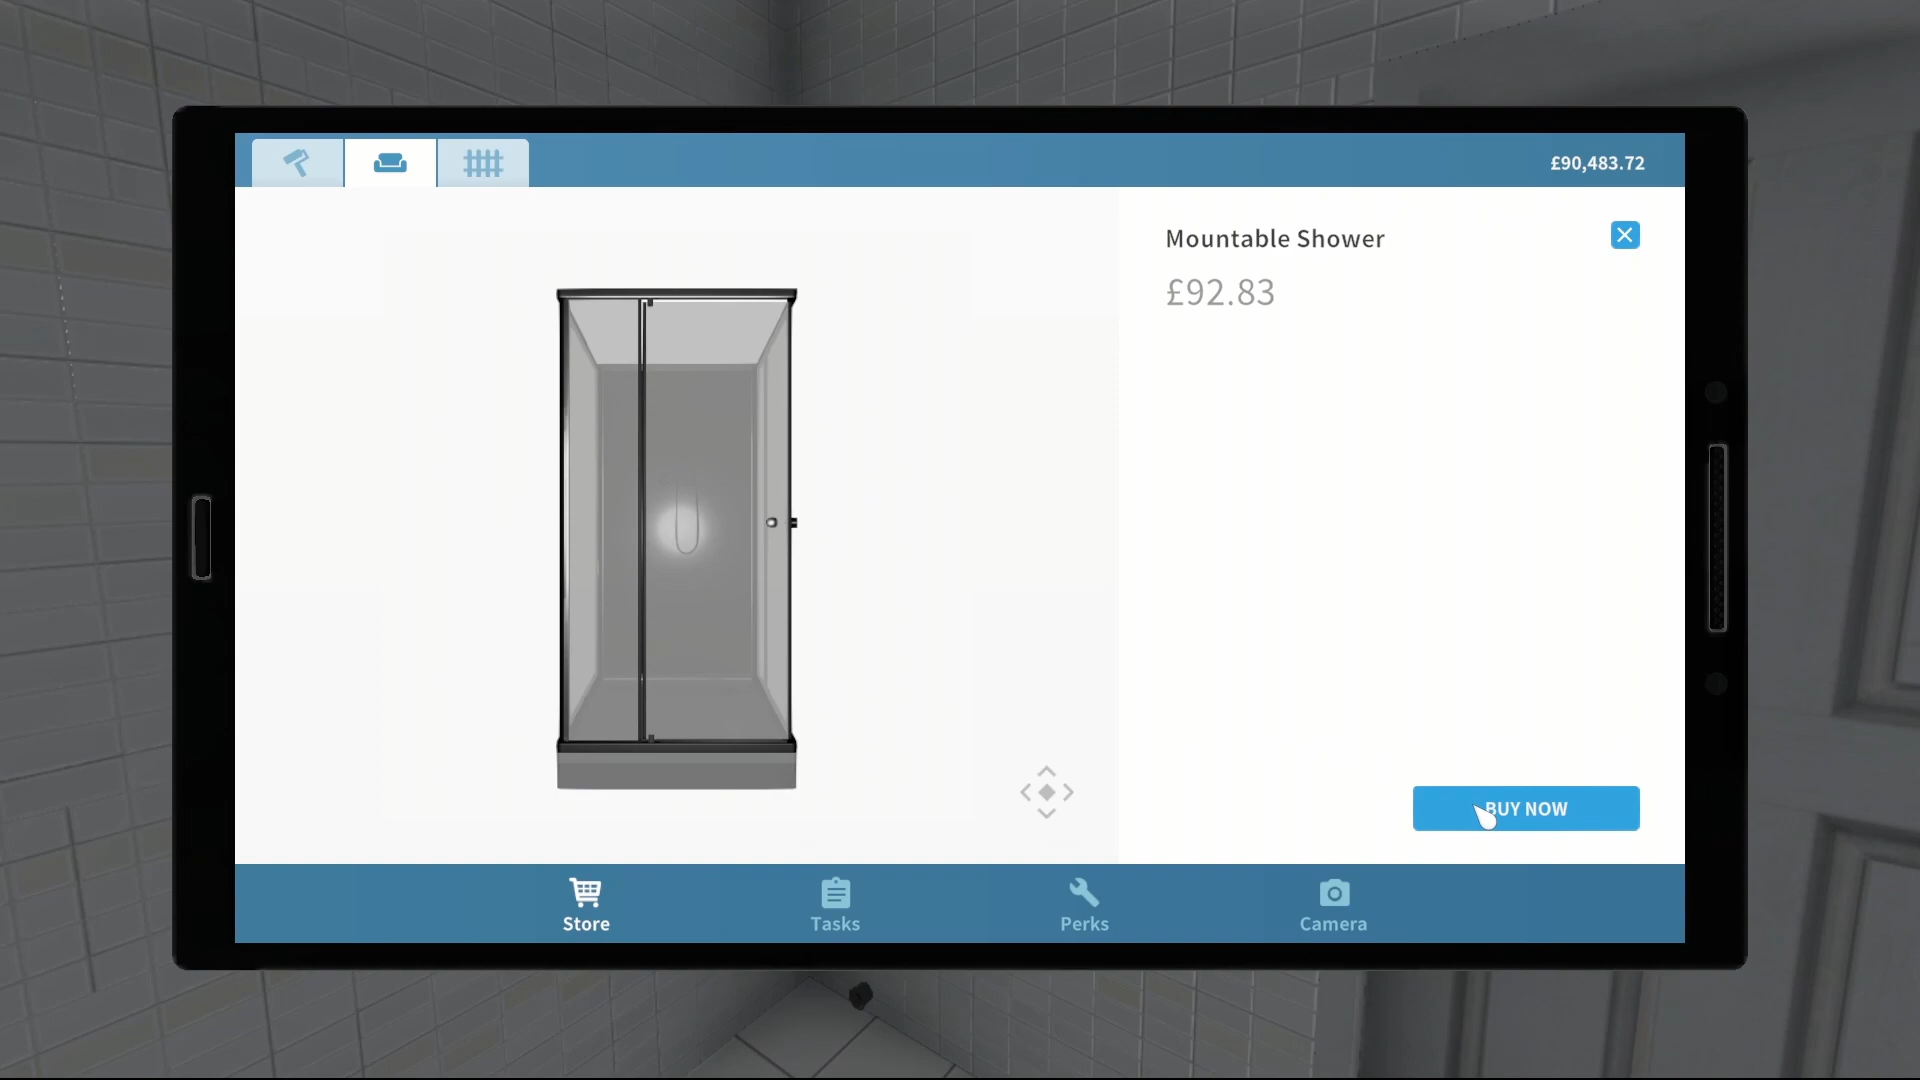 £90,483.72
Mountable Shower
£92.83
BUY NOW
Store
Tasks
Perks
Camera